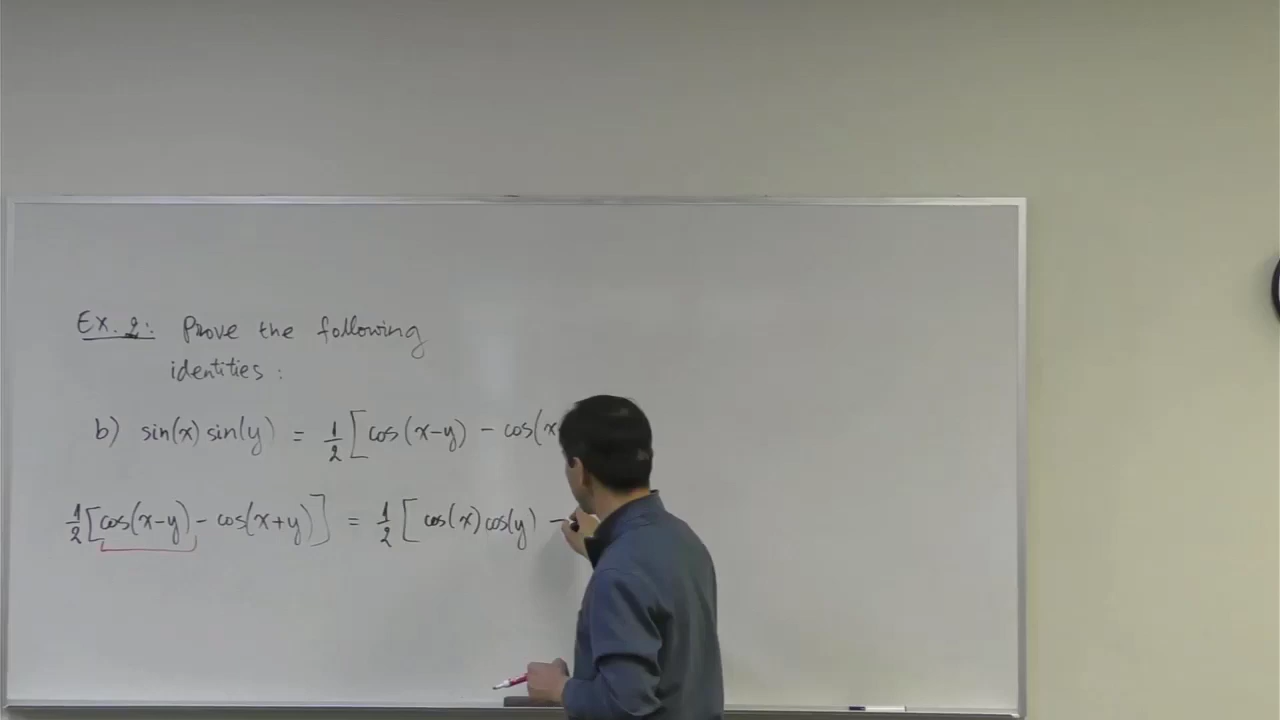 Ex. 2: Prove the following
identities:
b) sin(x) sin(y) = 1/2 [cos(x-y) - cos(x
1/2 [cos(x-y) - cos(x+y)] = 1/2 [cos(x) cos(y) -